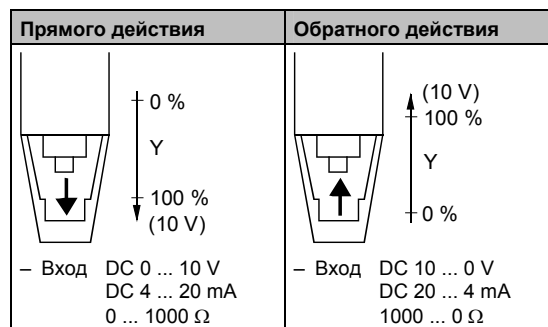 Прямого действия
0 %
Y
100 %
(10 V)
– Вход DC 0 ... 10 V
DC 4 ... 20 mA
0 ... 1000 Ω
Обратного действия
(10 V)
100 %
Y
0 %
– Вход DC 10 ... 0 V
DC 20 ... 4 mA
1000 ... 0 Ω